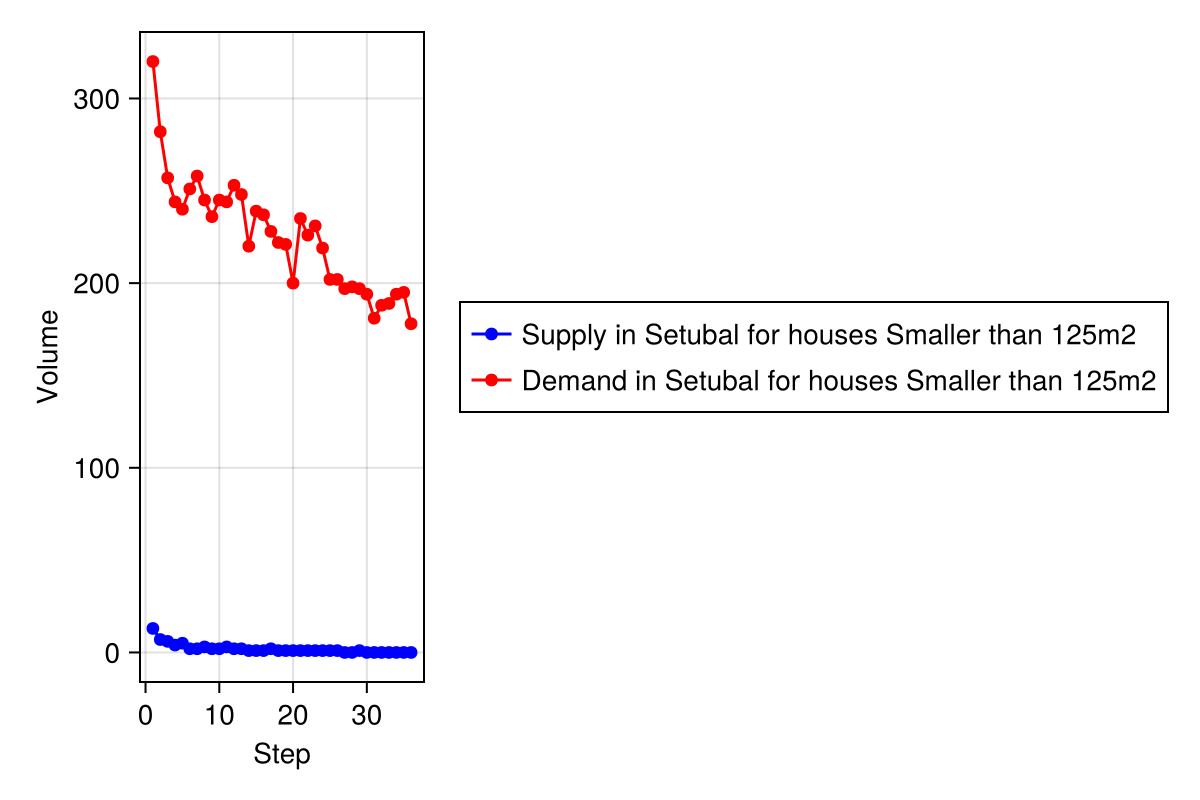 300
200
100
0
Volume
0 10 20 30
Step
Supply in Setubal for houses Smaller than 125m2
Demand in Setubal for houses Smaller than 125m2